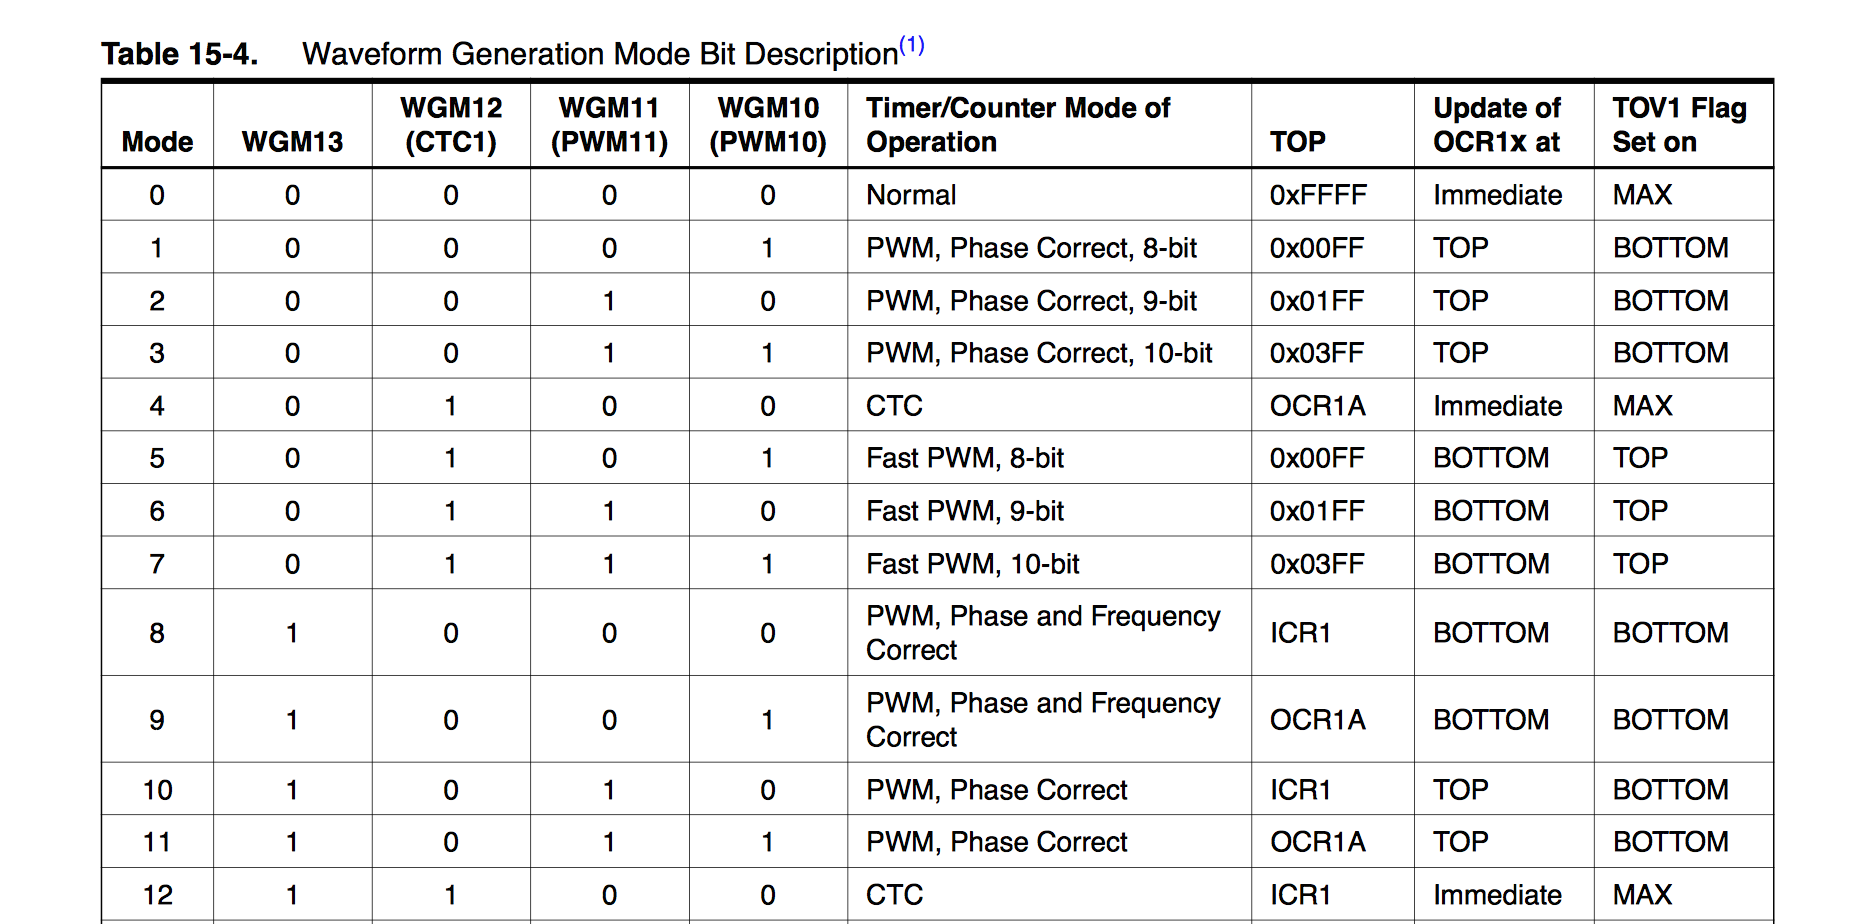 Table 15-4. Waveform Generation Mode Bit Description(1)
Mode WGM13 WGM12 (CTC1) WGM11 (PWM11) WGM10 (PWM10) Timer/Counter Mode of Operation TOP Update of OCR1x at TOV1 Flag Set on
0 0 0 0 0 Normal 0xFFFF Immediate MAX
1 0 0 0 1 PWM, Phase Correct, 8-bit 0x00FF TOP BOTTOM
2 0 0 1 0 PWM, Phase Correct, 9-bit 0x01FF TOP BOTTOM
3 0 0 1 1 PWM, Phase Correct, 10-bit 0x03FF TOP BOTTOM
4 0 1 0 0 CTC OCR1A Immediate MAX
5 0 1 0 1 Fast PWM, 8-bit 0x00FF BOTTOM TOP
6 0 1 1 0 Fast PWM, 9-bit 0x01FF BOTTOM TOP
7 0 1 1 1 Fast PWM, 10-bit 0x03FF BOTTOM TOP
8 1 0 0 0 PWM, Phase and Frequency Correct ICR1 BOTTOM BOTTOM
9 1 0 0 1 PWM, Phase and Frequency Correct OCR1A BOTTOM BOTTOM
10 1 0 1 0 PWM, Phase Correct ICR1 TOP BOTTOM
11 1 0 1 1 PWM, Phase Correct OCR1A TOP BOTTOM
12 1 1 0 0 CTC ICR1 Immediate MAX